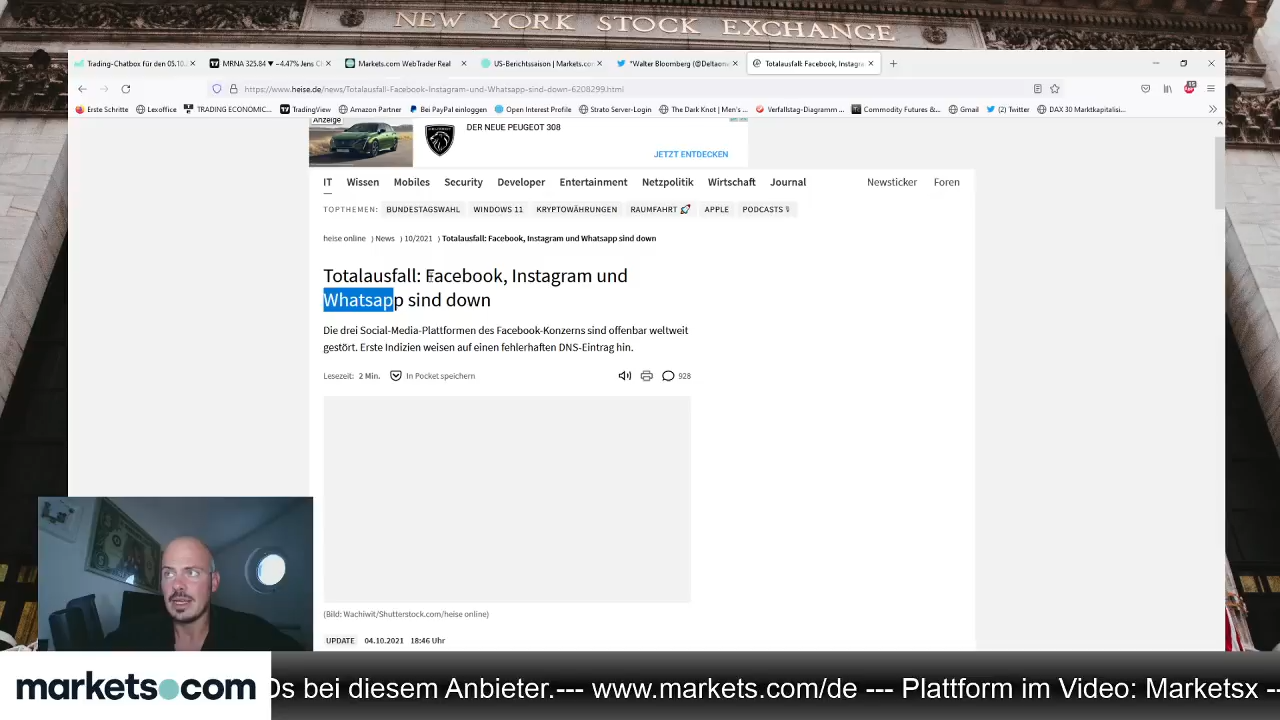 NEW YORK STOCK EXCHANGE
Trading-Chatbox für den 05.10.
MRNA 325.84 ▼ −4.47% Jens
Markets.com WebTrader Real
US-Berichtssaison | Markets.co
*Walter Bloomberg (@Deltaon
Totalausfall: Facebook, Instagra
https://www.heise.de/news/Totalausfall-Facebook-Instagram-und-Whatsapp-sind-down-6208299.html
Erste Schritte
Lexoffice
TRADING ECONOMIC...
TradingView
Amazon Partner
Bei PayPal einloggen
Open Interest Profile
Strato Server-Login
The Dark Knot | Men's ...
Verfallstag-Diagramm ...
Commodity Futures &...
Gmail
(2) Twitter
DAX 30 Marktkapitalisi...
Anzeige
DER NEUE PEUGEOT 308
JETZT ENTDECKEN
IT Wissen Mobiles Security Developer Entertainment Netzpolitik Wirtschaft Journal Newsticker Foren
TOPTHEMEN: BUNDESTAGSWAHL WINDOWS 11 KRYPTOWÄHRUNGEN RAUMFAHRT 🚀 APPLE PODCASTS
heise online ⟩ News ⟩ 10/2021 ⟩ Totalausfall: Facebook, Instagram und Whatsapp sind down
Totalausfall: Facebook, Instagram und
Whatsapp sind down
Die drei Social-Media-Plattformen des Facebook-Konzerns sind offenbar weltweit
gestört. Erste Indizien weisen auf einen fehlerhaften DNS-Eintrag hin.
Lesezeit: 2 Min. In Pocket speichern 928
(Bild: Wachiwit/Shutterstock.com/heise online)
UPDATE 04.10.2021 18:46 Uhr
markets.com
Ds bei diesem Anbieter.--- www.markets.com/de --- Plattform im Video: Marketsx --